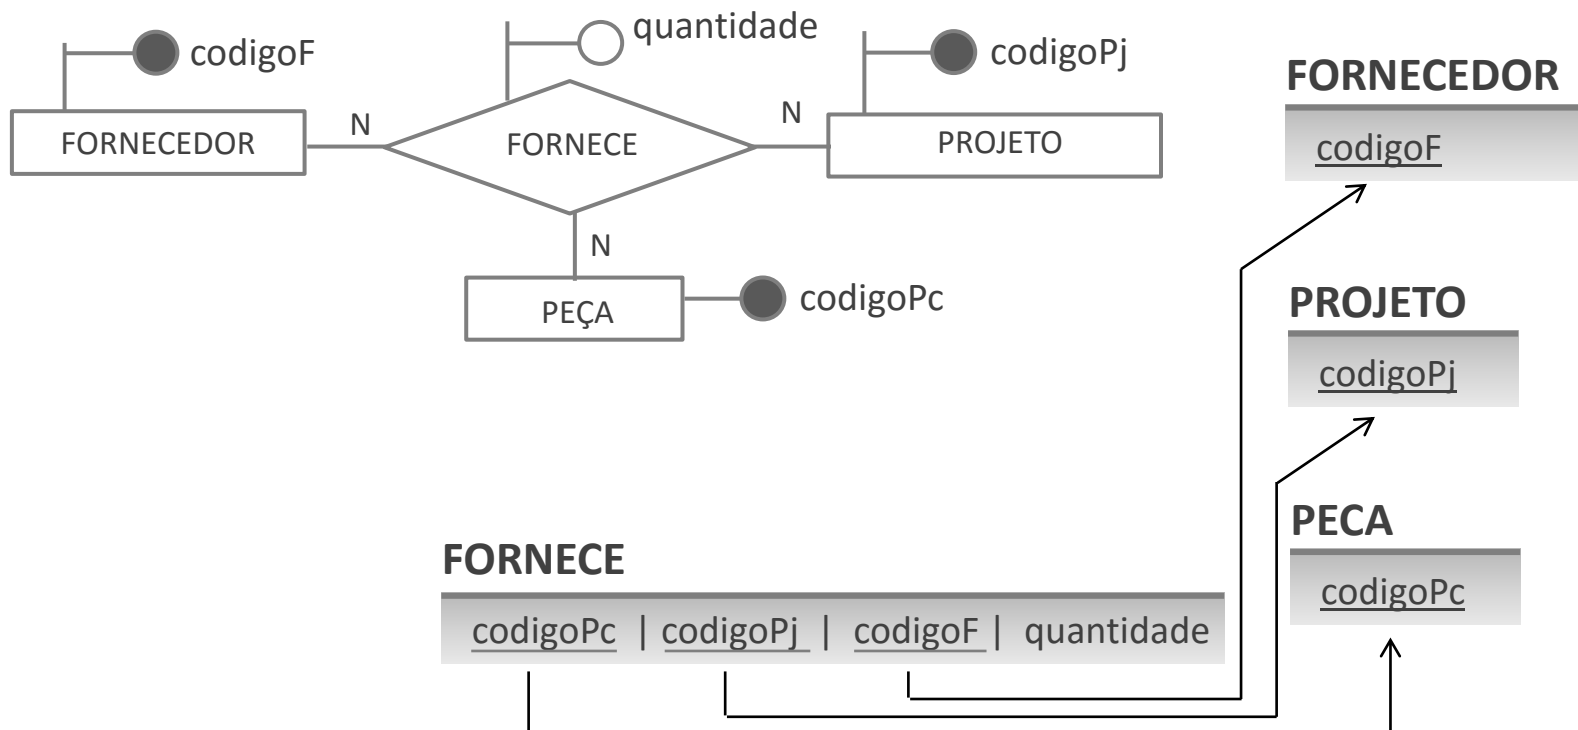 codigoF
quantidade
codigoPj
N
N
FORNECEDOR
FORNECE
PROJETO
N
PEÇA
codigoPc
FORNECEDOR
codigoF
PROJETO
codigoPj
PECA
codigoPc
FORNECE
codigoPc | codigoPj | codigoF | quantidade